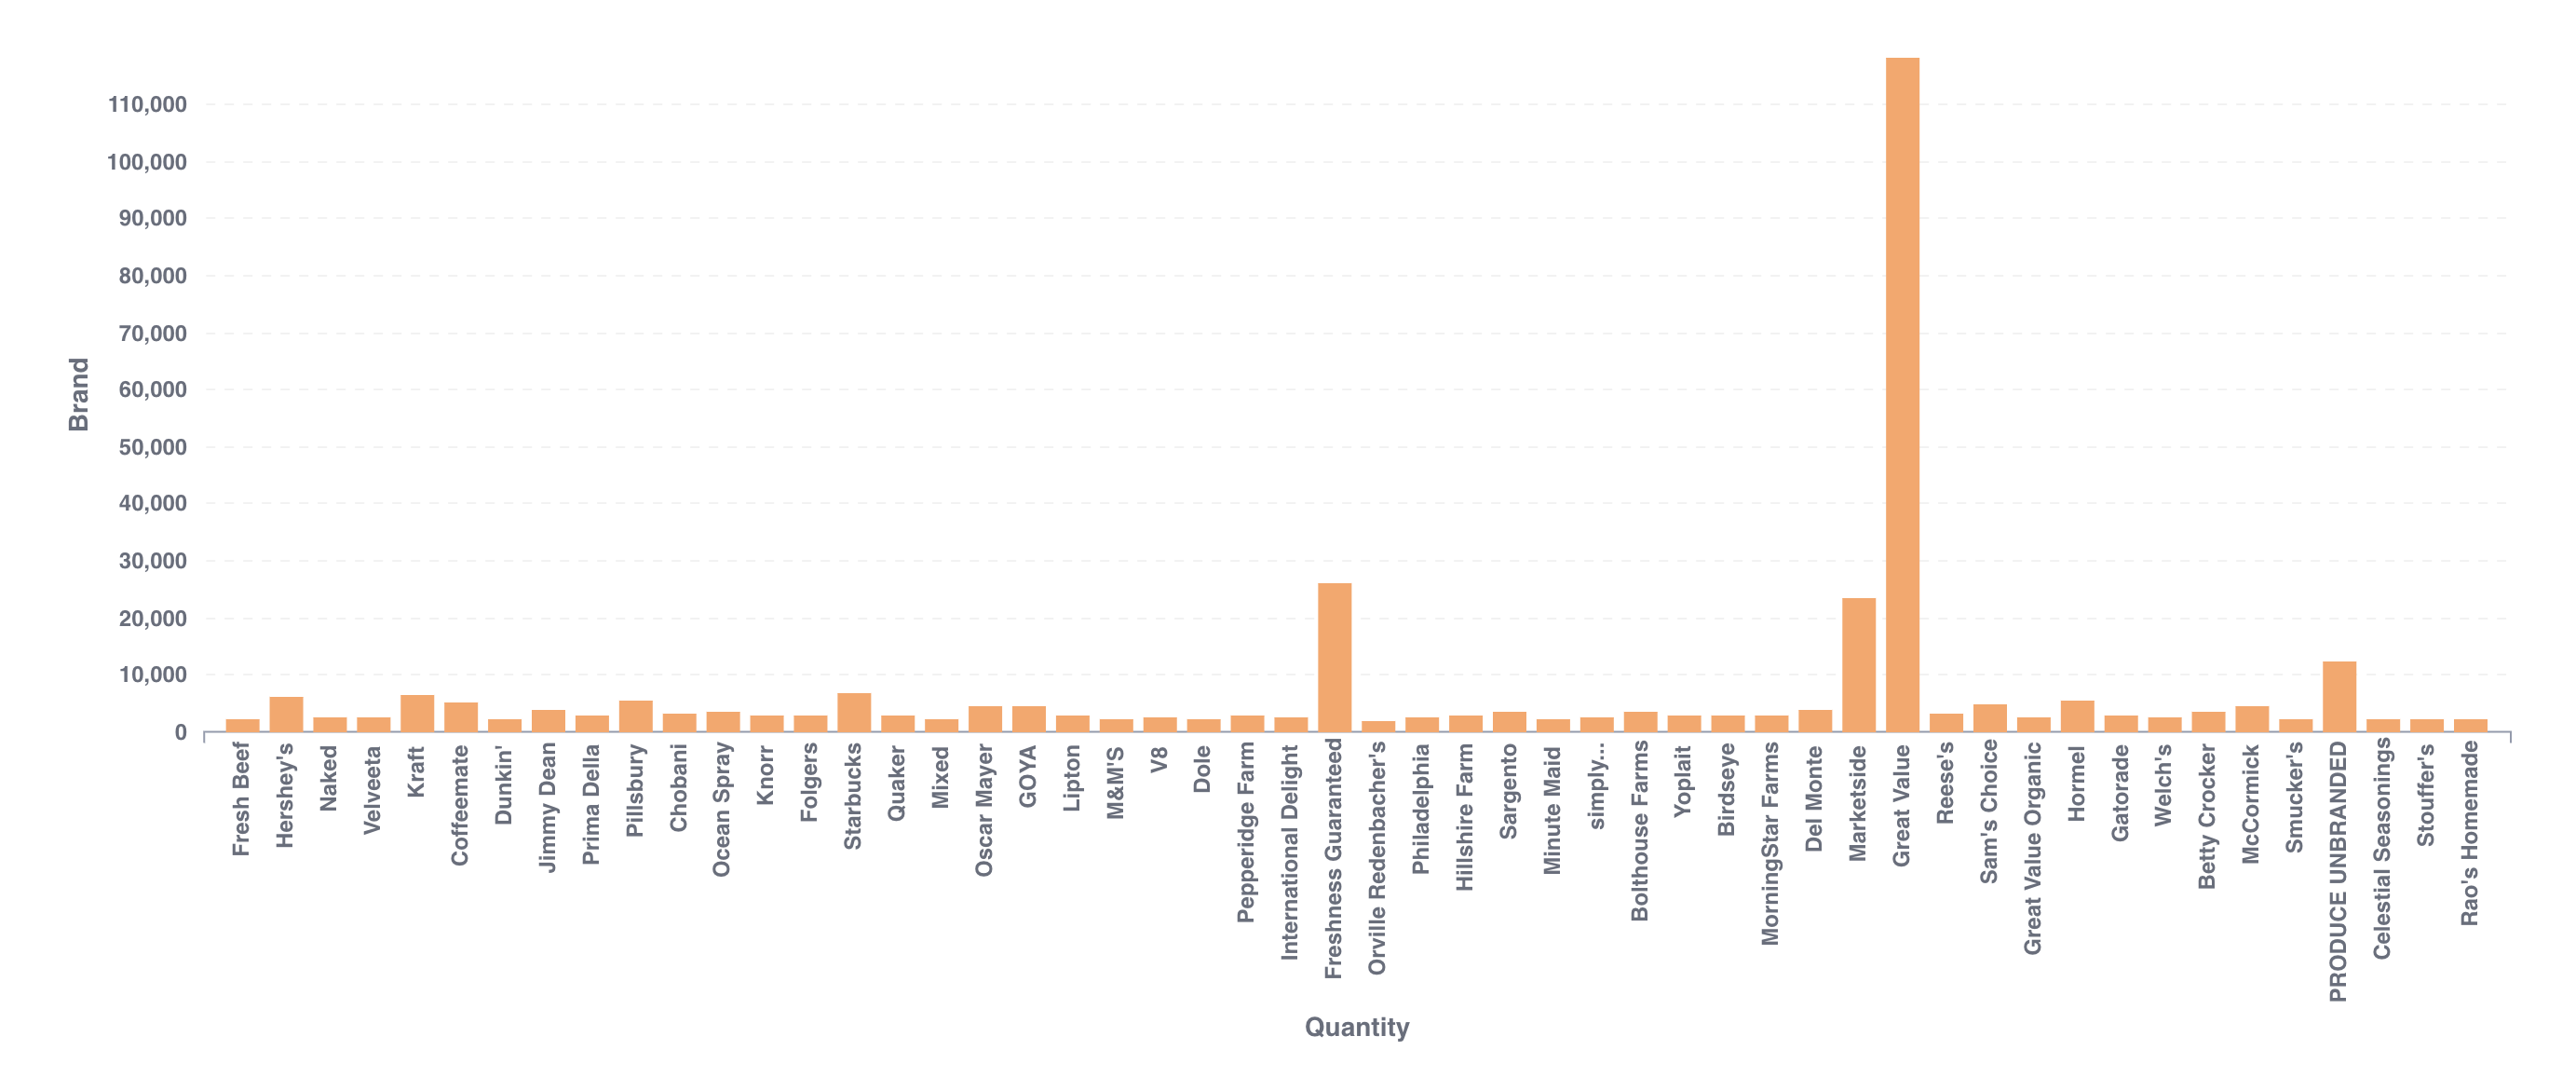 110,000
100,000
90,000
80,000
70,000
60,000
50,000
40,000
30,000
20,000
10,000
0
Brand
Fresh Beef
Hershey's
Naked
Velveeta
Kraft
Coffeemate
Dunkin'
Jimmy Dean
Prima Della
Pillsbury
Chobani
Ocean Spray
Knorr
Folgers
Starbucks
Quaker
Mixed
Oscar Mayer
GOYA
Lipton
M&M'S
V8
Dole
Pepperidge Farm
International Delight
Freshness Guaranteed
Orville Redenbacher's
Philadelphia
Hillshire Farm
Sargento
Minute Maid
simply...
Bolthouse Farms
Yoplait
Birdseye
MorningStar Farms
Del Monte
Marketside
Great Value
Reese's
Sam's Choice
Great Value Organic
Hormel
Gatorade
Welch's
Betty Crocker
McCormick
Smucker's
PRODUCE UNBRANDED
Celestial Seasonings
Stouffer's
Rao's Homemade
Quantity